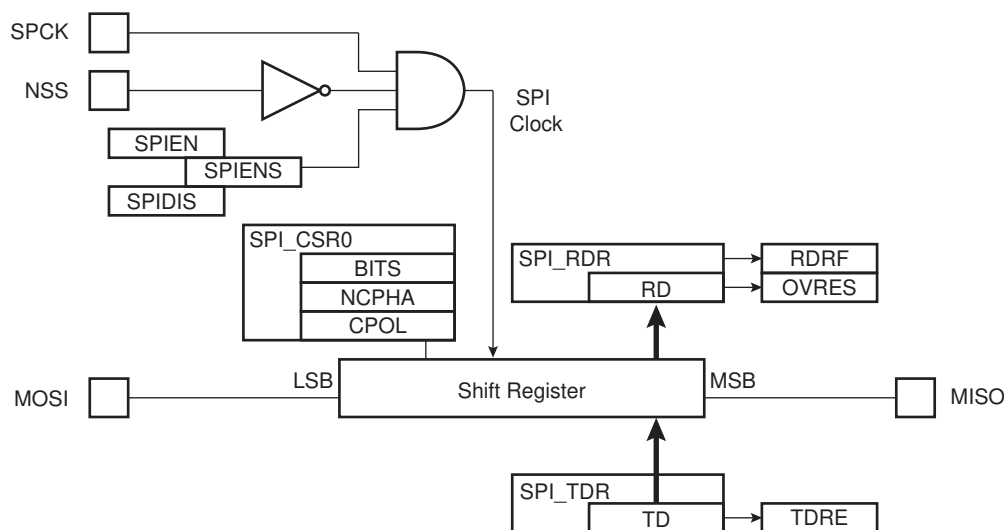 SPCK
NSS
SPI
Clock
SPIEN
SPIENS
SPIDIS
SPI_CSR0
BITS
NCPHA
CPOL
SPI_RDR
RD
RDRF
OVRES
MOSI
LSB
Shift Register
MSB
MISO
SPI_TDR
TD
TDRE